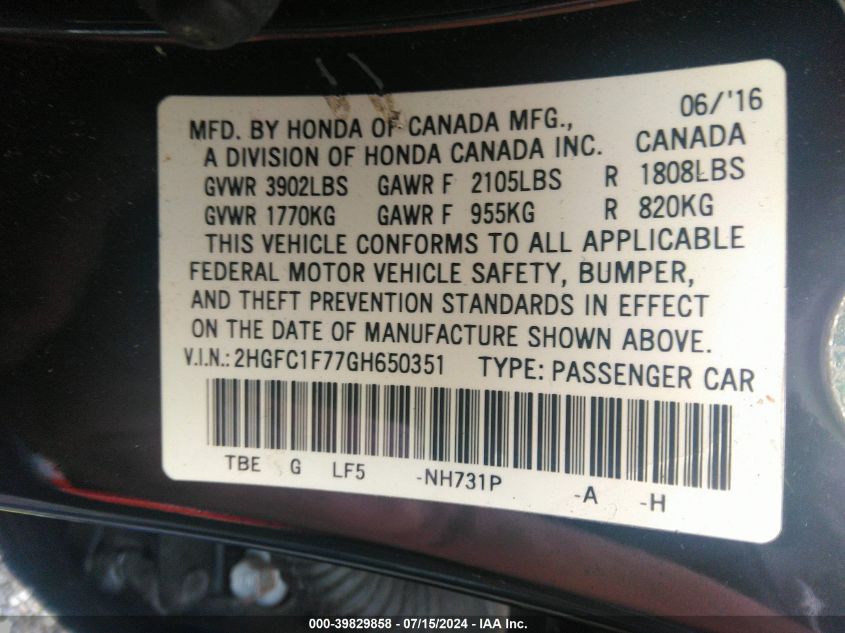 06/'16
MFD. BY HONDA OF CANADA MFG.,
A DIVISION OF HONDA CANADA INC. CANADA
GVWR 3902LBS GAWR F 2105LBS R 1808LBS
GVWR 1770KG GAWR F 955KG R 820KG
THIS VEHICLE CONFORMS TO ALL APPLICABLE
FEDERAL MOTOR VEHICLE SAFETY, BUMPER,
AND THEFT PREVENTION STANDARDS IN EFFECT
ON THE DATE OF MANUFACTURE SHOWN ABOVE.
V.I.N.: 2HGFC1F77GH650351 TYPE: PASSENGER CAR
TBE G LF5 -NH731P -A -H
000-39829858 - 07/15/2024 - IAA Inc.